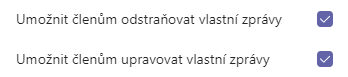 Umožnit členům odstraňovat vlastní zprávy
Umožnit členům upravovat vlastní zprávy